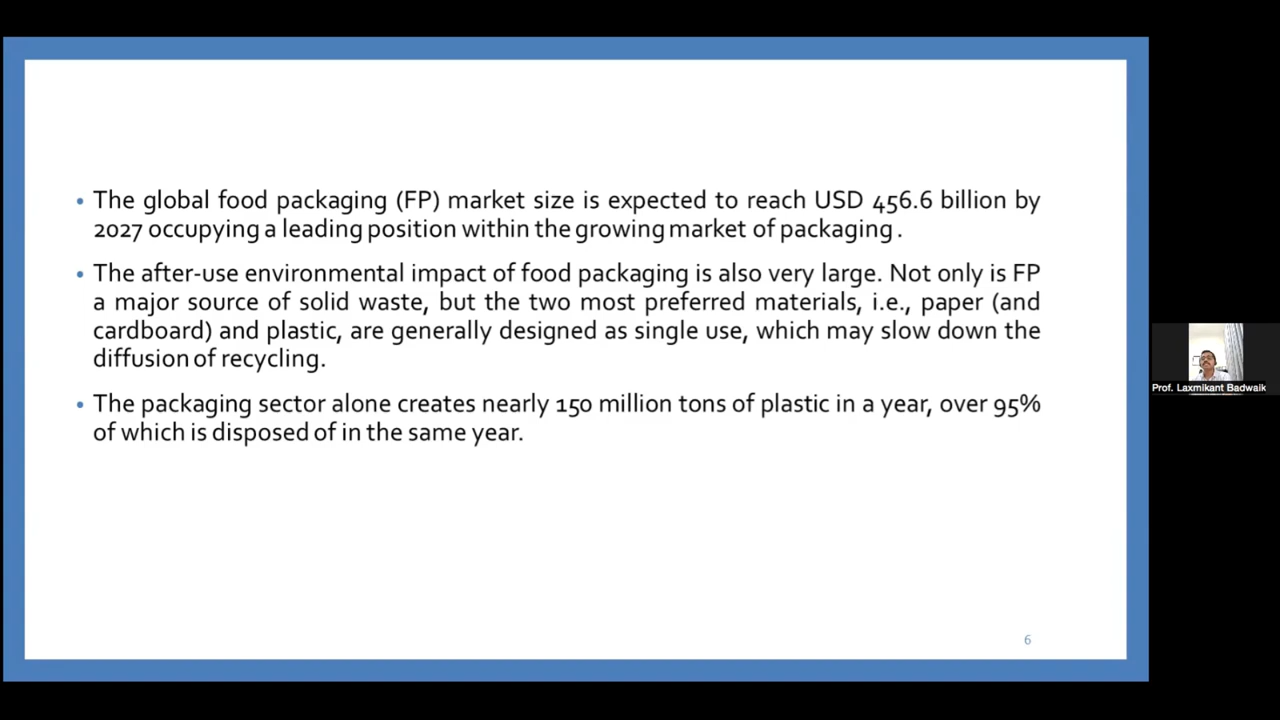 • The global food packaging (FP) market size is expected to reach USD 456.6 billion by
2027 occupying a leading position within the growing market of packaging .
• The after-use environmental impact of food packaging is also very large. Not only is FP
a major source of solid waste, but the two most preferred materials, i.e., paper (and
cardboard) and plastic, are generally designed as single use, which may slow down the
diffusion of recycling.
• The packaging sector alone creates nearly 150 million tons of plastic in a year, over 95%
of which is disposed of in the same year.
6
Prof. Laxmikant Badwaik